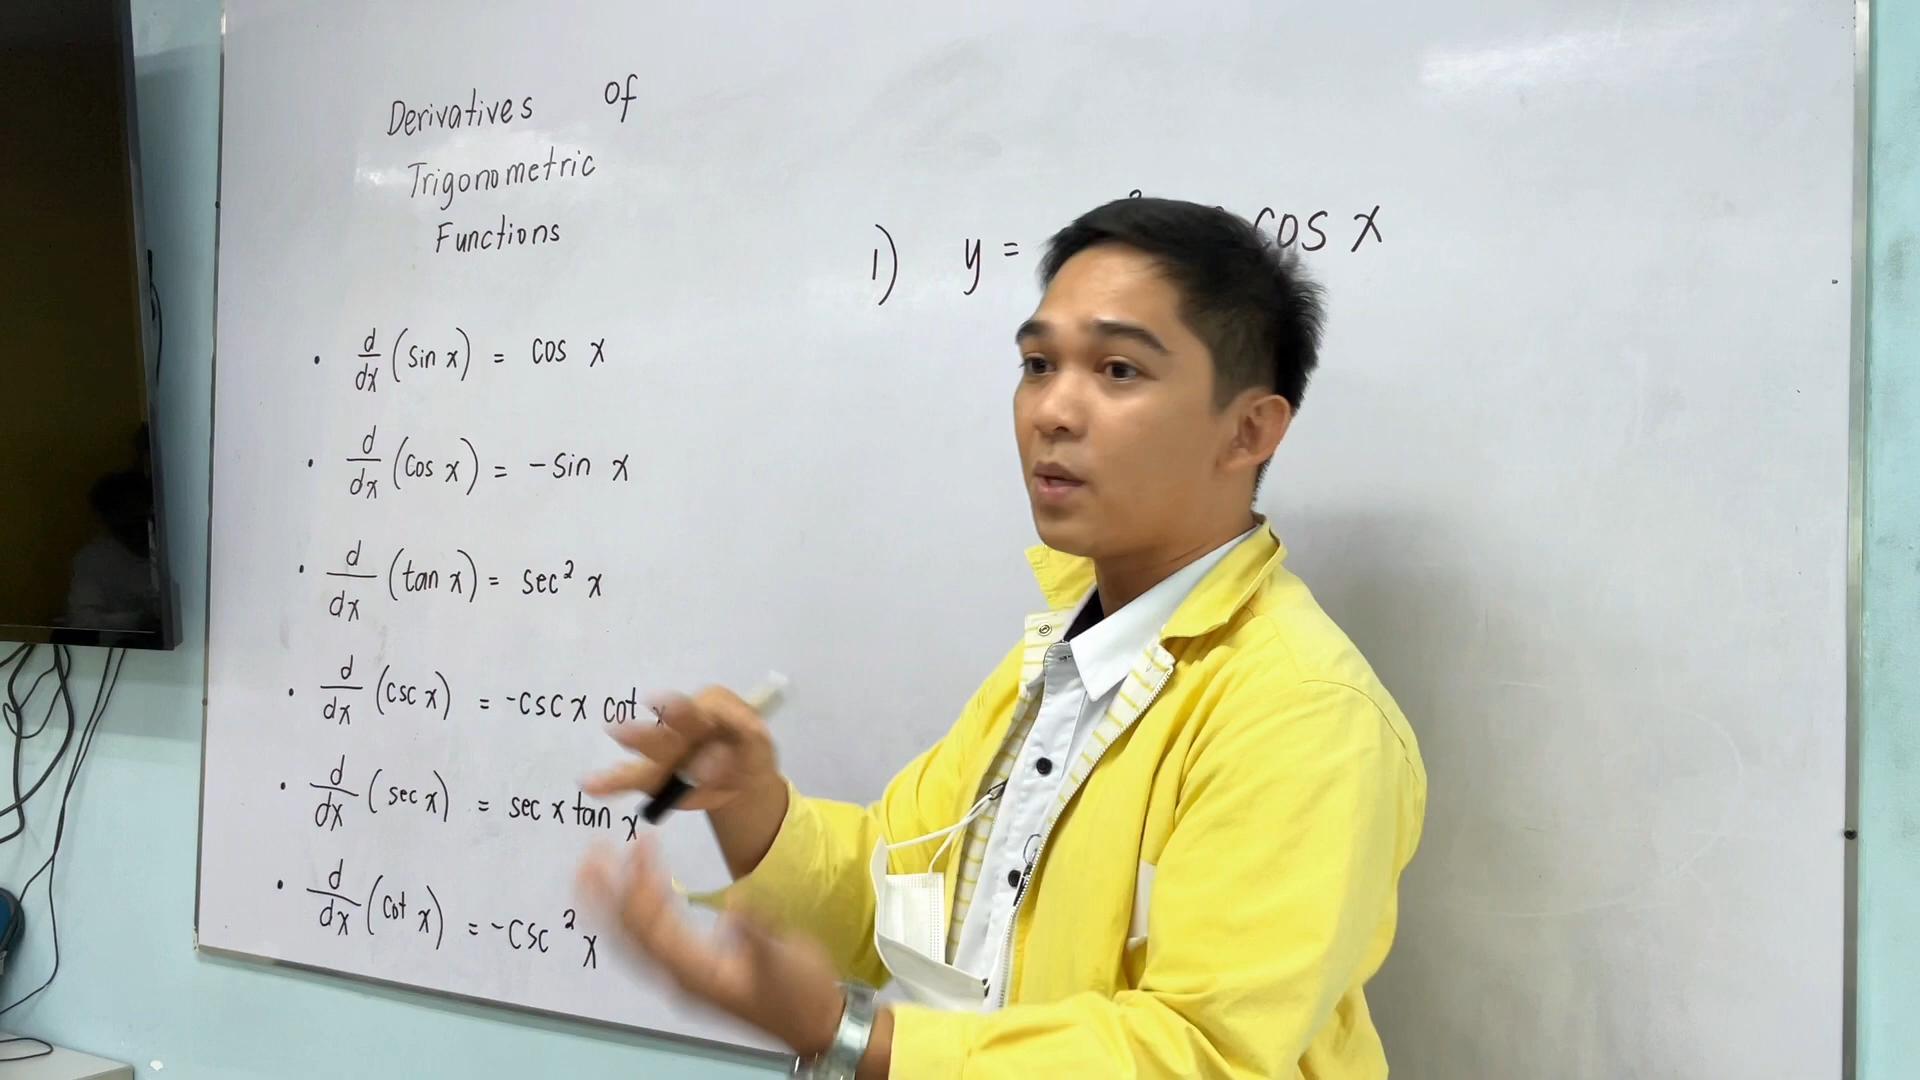 Derivatives of
Trigonometric
Functions
• d/dx (sin x) = cos x
• d/dx (cos x) = -sin x
• d/dx (tan x) = sec² x
• d/dx (csc x) = -csc x cot x
• d/dx (sec x) = sec x tan x
• d/dx (cot x) = -csc² x
1) y = cos x